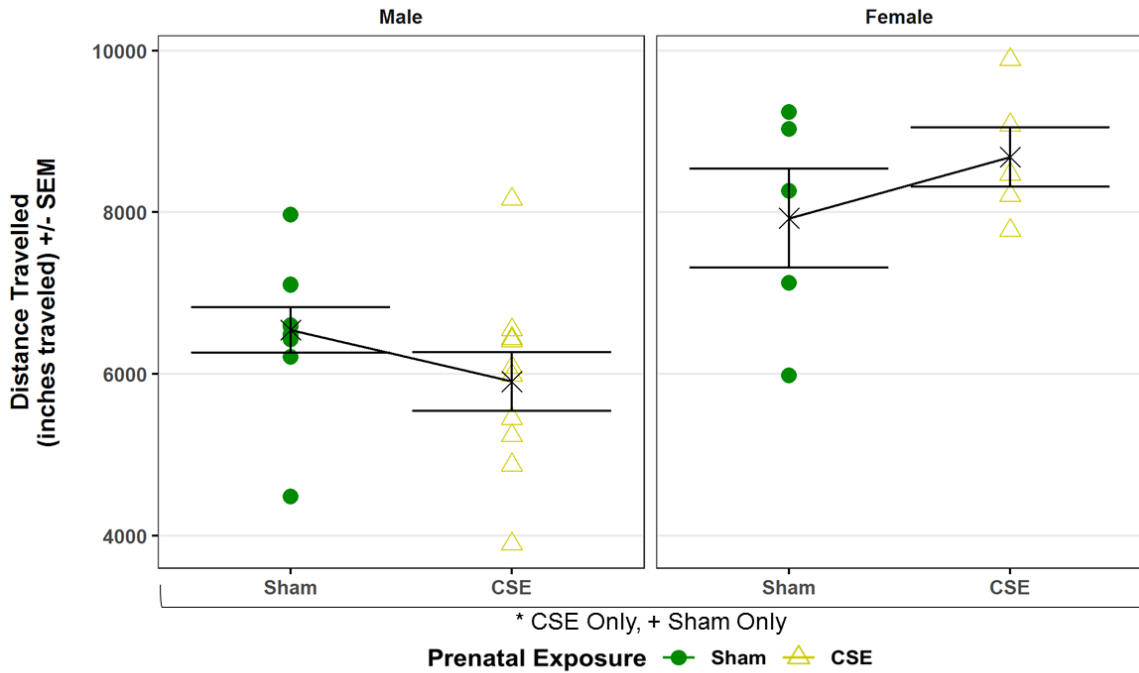 Male
Female
Distance Travelled
(inches traveled) +/- SEM
10000
8000
6000
4000
Sham
CSE
Sham
CSE
* CSE Only, + Sham Only
Prenatal Exposure Sham CSE